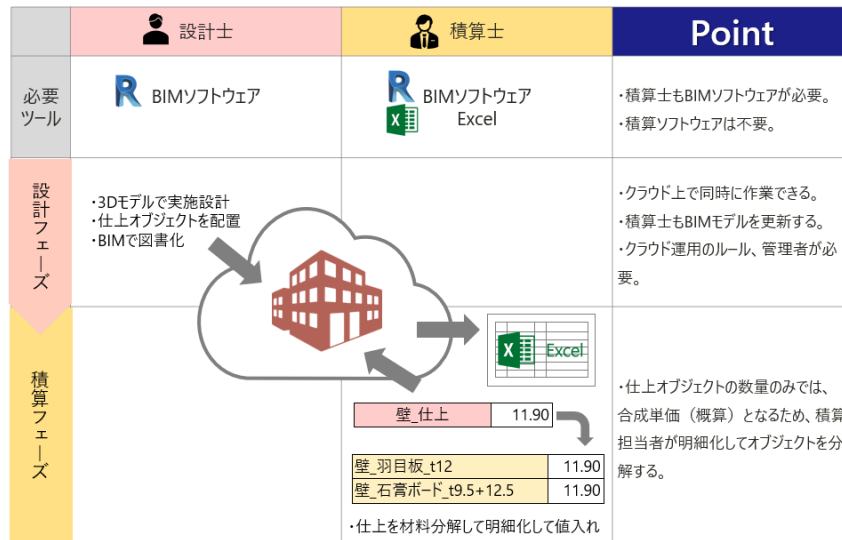 設計士
積算士
Point
必要
ツール
BIMソフトウェア
BIMソフトウェア
Excel
・積算士もBIMソフトウェアが必要。
・積算ソフトウェアは不要。
設計フェーズ
・3Dモデルで実施設計
・仕上オブジェクトを配置
・BIMで図書化
・クラウド上で同時に作業できる。
・積算士もBIMモデルを更新する。
・クラウド運用のルール、管理者が必
要。
Excel
積算フェーズ
壁_仕上 11.90
壁_羽目板_t12 11.90
壁_石膏ボード_t9.5+12.5 11.90
・仕上を材料分解して明細化して値入れ
・仕上オブジェクトの数量のみでは、
合成単価（概算）となるため、積算
担当者が明細化してオブジェクトを分
解する。